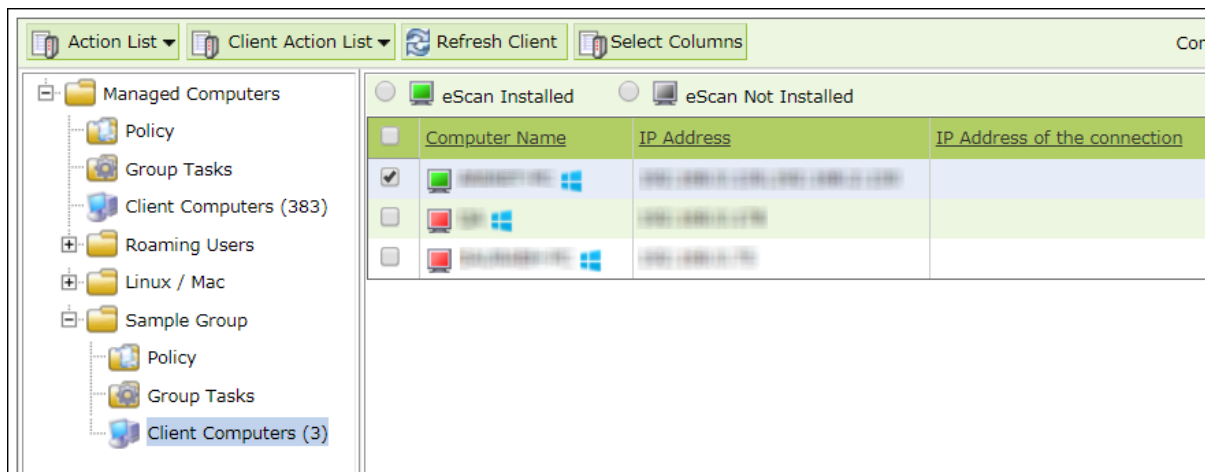 Action List Client Action List Refresh Client Select Columns Cor
Managed Computers
Policy
Group Tasks
Client Computers (383)
Roaming Users
Linux / Mac
Sample Group
Policy
Group Tasks
Client Computers (3)
eScan Installed eScan Not Installed
Computer Name IP Address IP Address of the connection